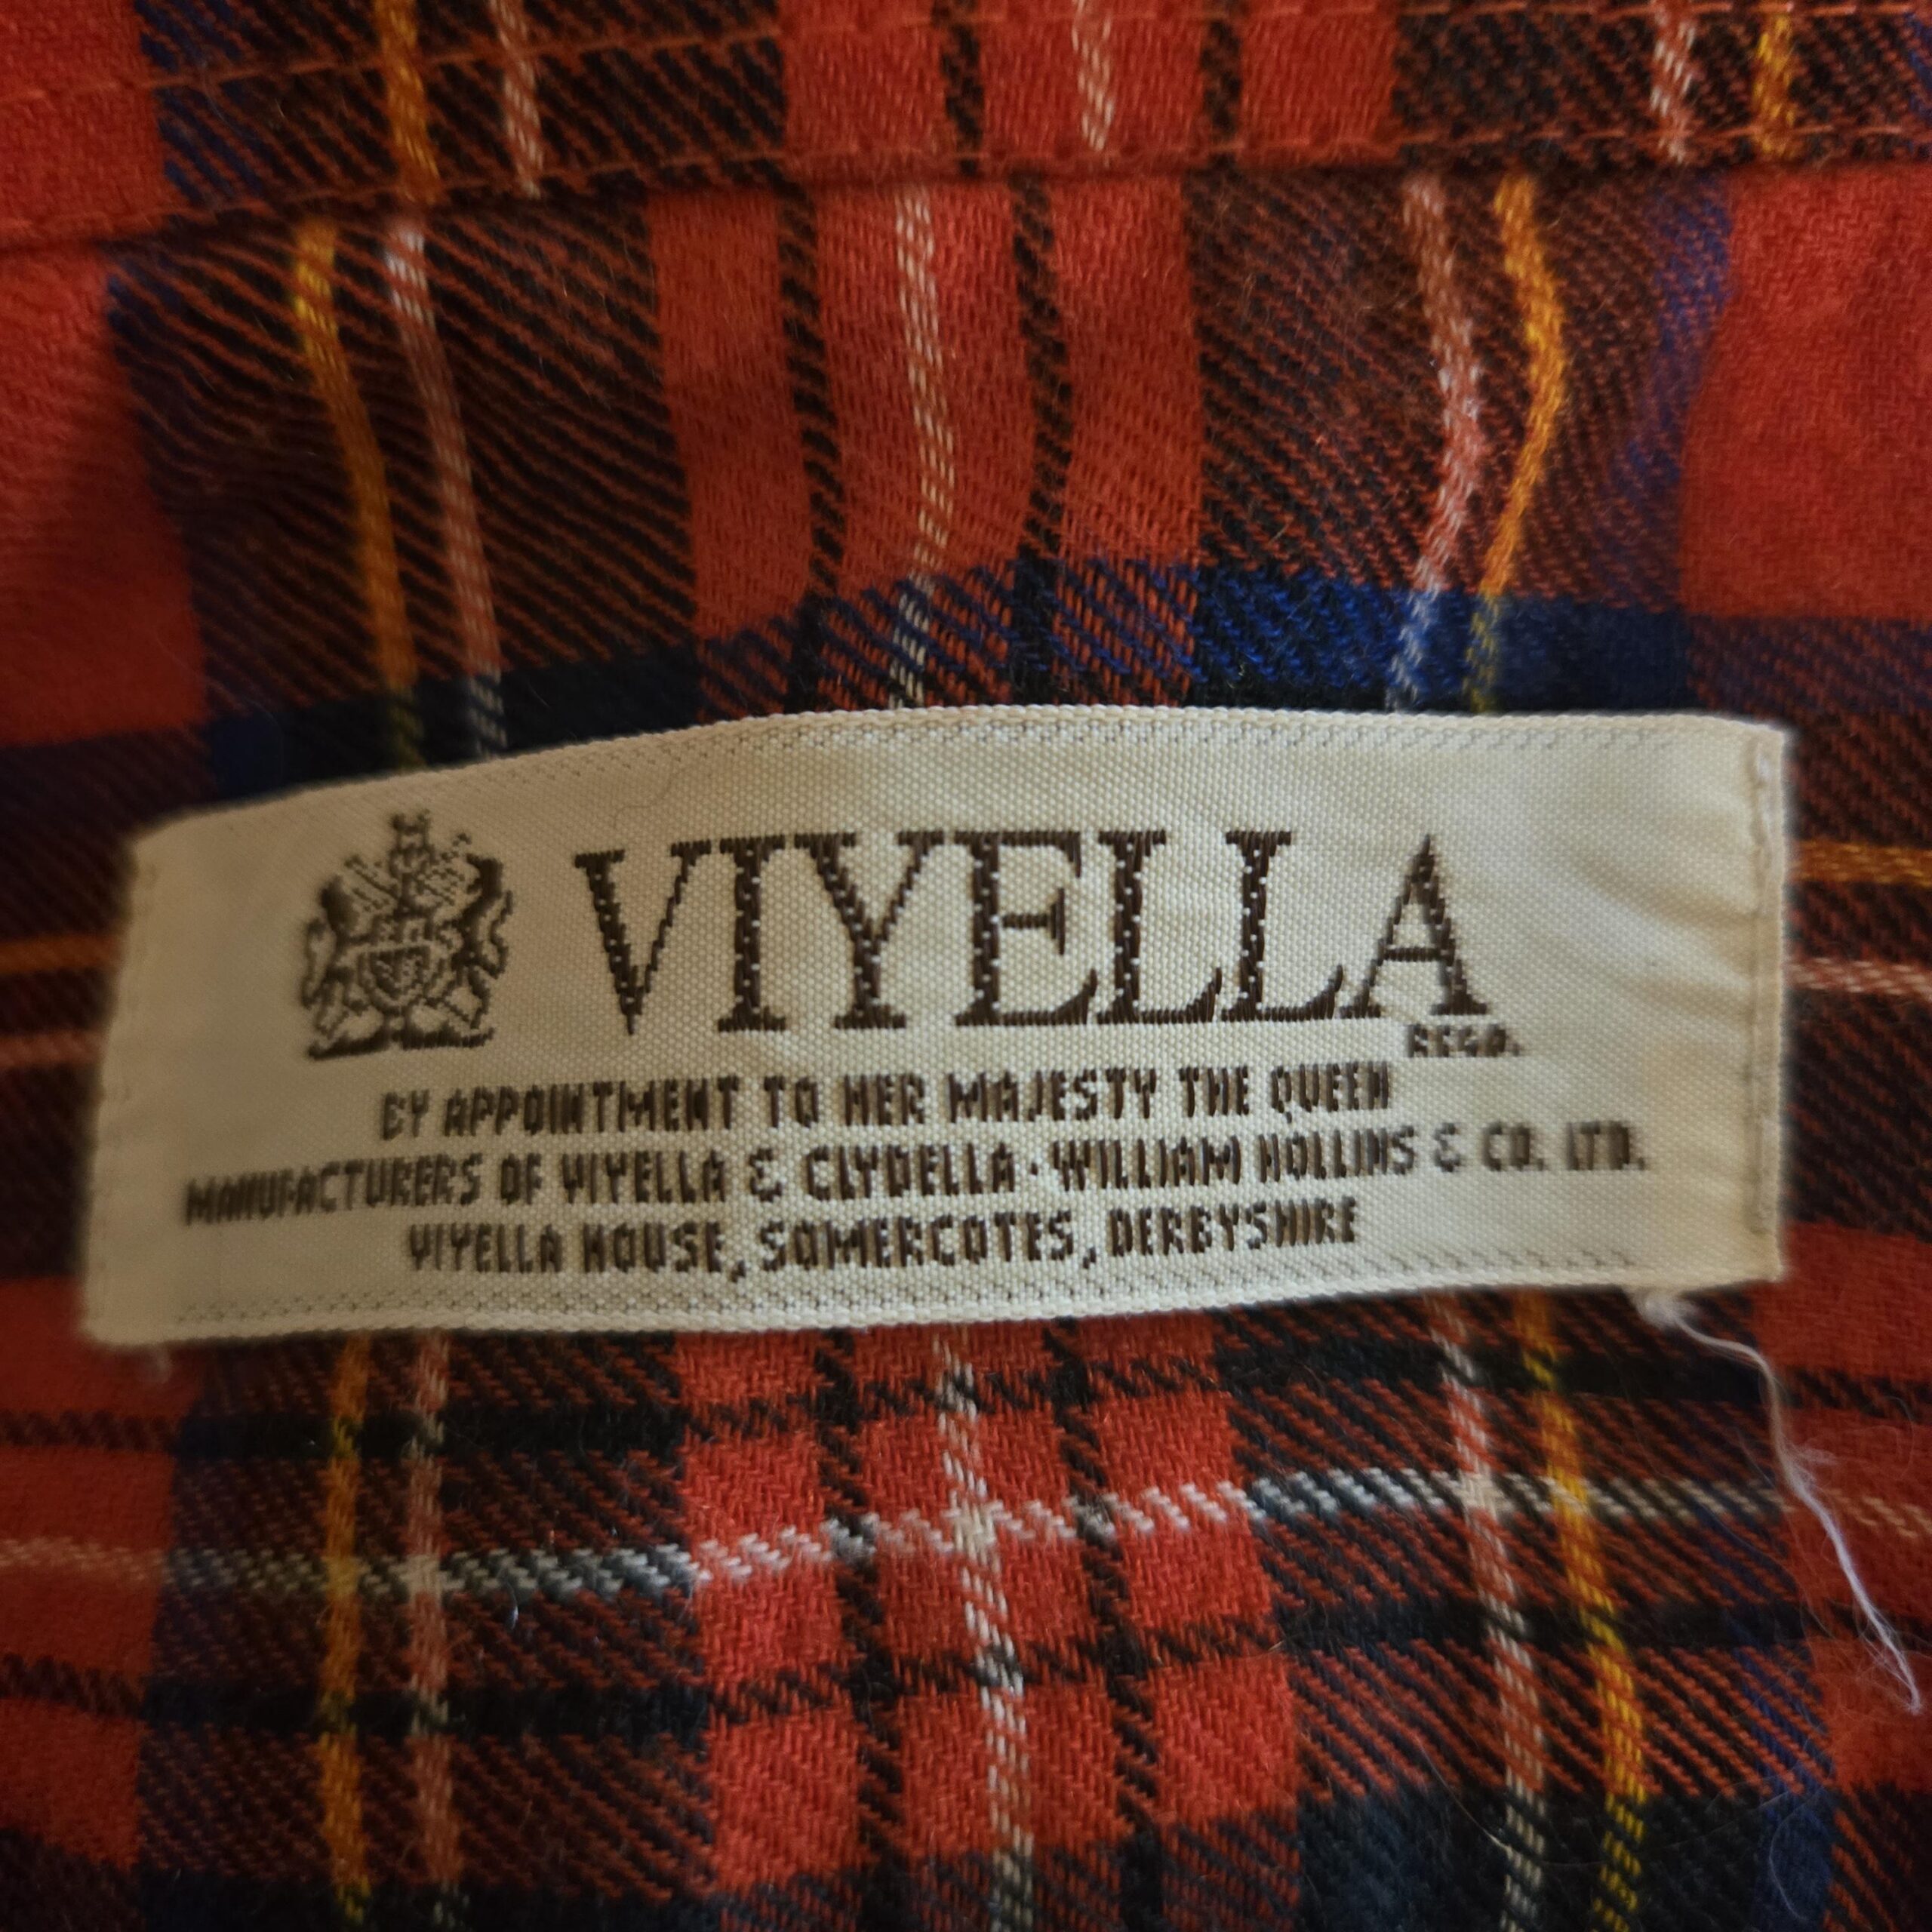 VIYELLA
REGD.
BY APPOINTMENT TO HER MAJESTY THE QUEEN
MANUFACTURERS OF VIYELLA & CLYDELLA · WILLIAM HOLLINS & CO. LTD.
VIYELLA HOUSE, SOMERCOTES, DERBYSHIRE